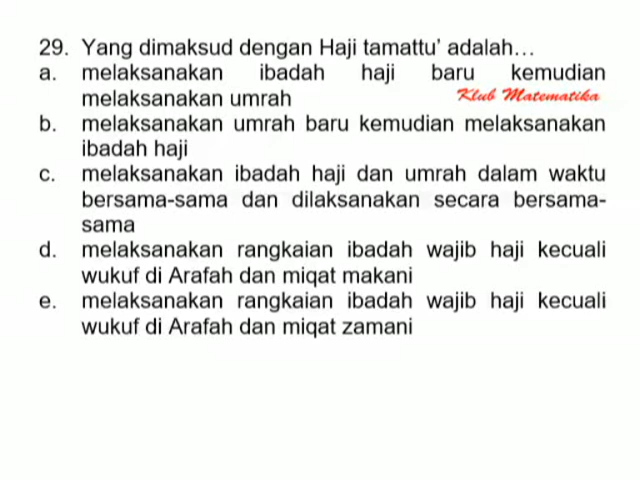 29. Yang dimaksud dengan Haji tamattu’ adalah…
a. melaksanakan ibadah haji baru kemudian
melaksanakan umrah
Klub Matematika
b. melaksanakan umrah baru kemudian melaksanakan
ibadah haji
c. melaksanakan ibadah haji dan umrah dalam waktu
bersama-sama dan dilaksanakan secara bersama-
sama
d. melaksanakan rangkaian ibadah wajib haji kecuali
wukuf di Arafah dan miqat makani
e. melaksanakan rangkaian ibadah wajib haji kecuali
wukuf di Arafah dan miqat zamani